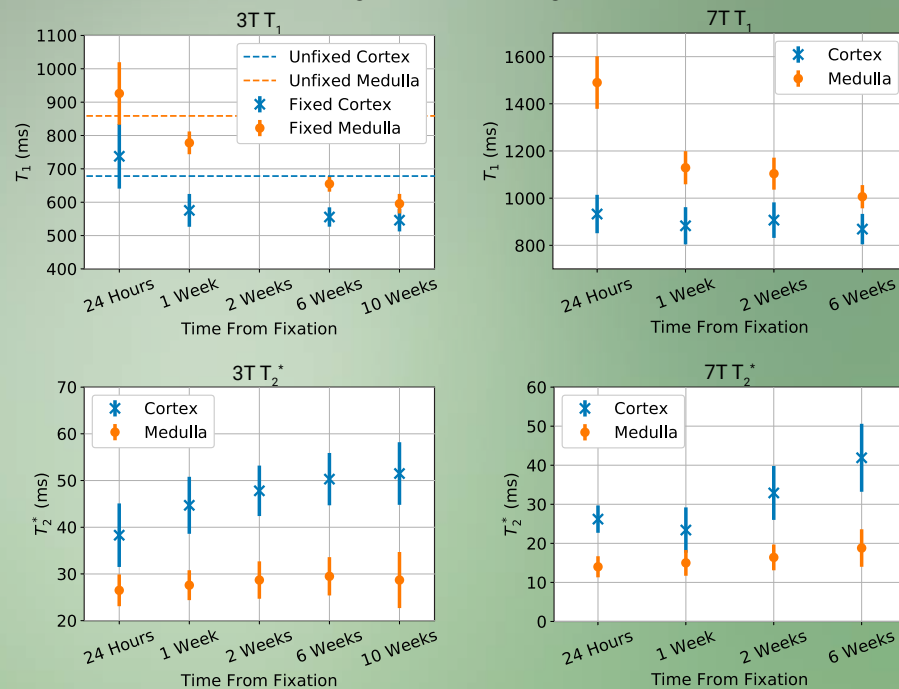 3T T₁
1100
1000
900
800
700
600
500
400
T₁ (ms)
Unfixed Cortex
Unfixed Medulla
Fixed Cortex
Fixed Medulla
24 Hours
1 Week
2 Weeks
6 Weeks
10 Weeks
Time From Fixation
7T T₁
1600
1400
1200
1000
800
T₁ (ms)
Cortex
Medulla
24 Hours
1 Week
2 Weeks
6 Weeks
Time From Fixation
3T T₂*
70
60
50
40
30
20
T₂* (ms)
Cortex
Medulla
24 Hours
1 Week
2 Weeks
6 Weeks
10 Weeks
Time From Fixation
7T T₂*
60
50
40
30
20
10
0
T₂* (ms)
Cortex
Medulla
24 Hours
1 Week
2 Weeks
6 Weeks
Time From Fixation